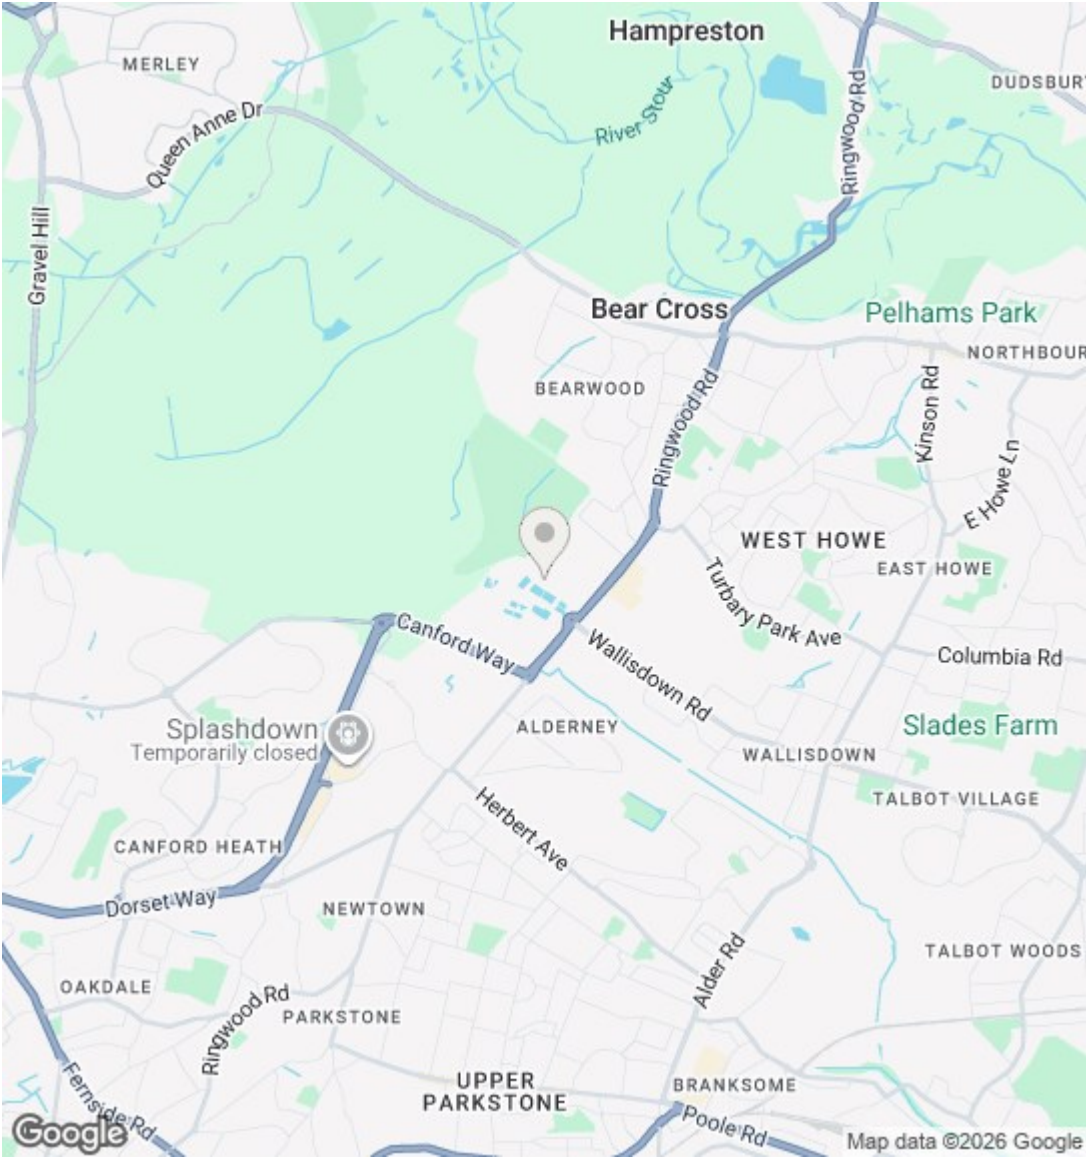 Hampreston
MERLEY
DUDSBUR
Queen Anne Dr
River Stour
Ringwood Rd
Gravel Hill
Bear Cross
Pelhams Park
NORTHBOUR
BEARWOOD
Ringwood Rd
Kinson Rd
E Howe Ln
WEST HOWE
EAST HOWE
Turbary Park Ave
Canford Way
Wallisdown Rd
Columbia Rd
Splashdown
Temporarily closed
ALDERNEY
Slades Farm
WALLISDOWN
TALBOT VILLAGE
Herbert Ave
CANFORD HEATH
Dorset Way
NEWTOWN
TALBOT WOODS
Alder Rd
OAKDALE
Ringwood Rd
PARKSTONE
Fernside Rd
UPPER
PARKSTONE
BRANKSOME
Poole Rd
Google
Map data ©2026 Google